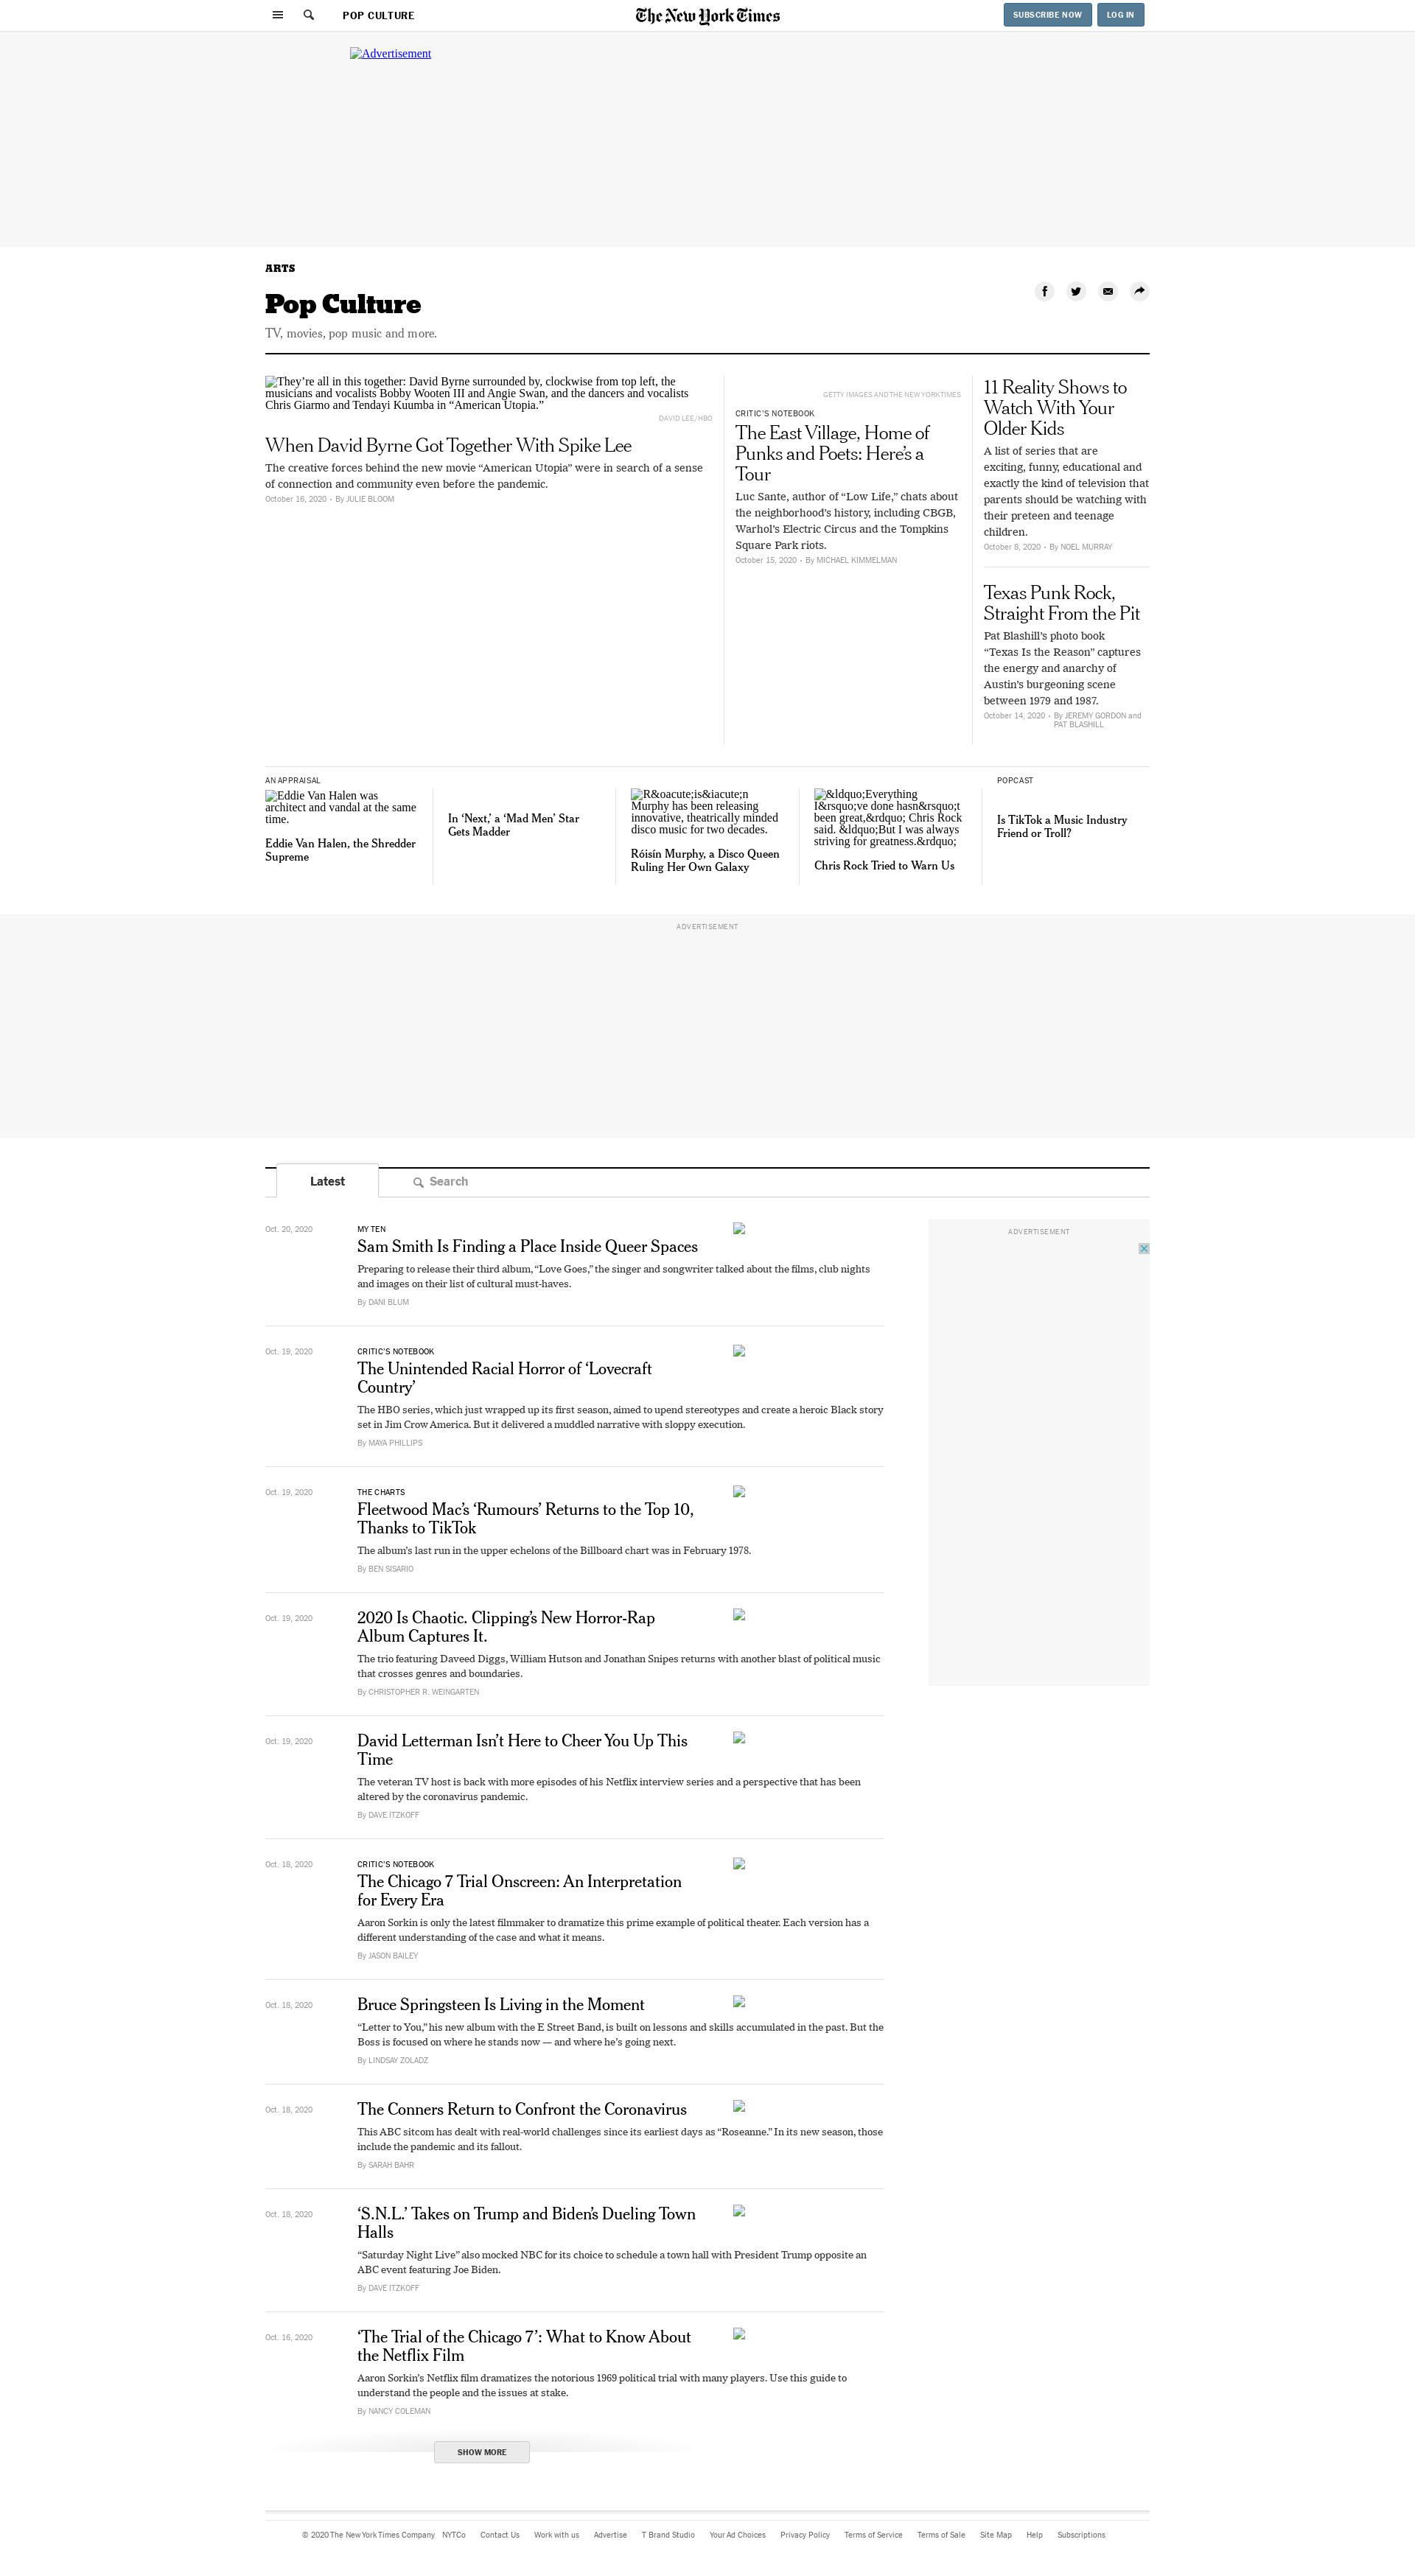 POP CULTURE
The New York Times
SUBSCRIBE NOW
LOG IN
Advertisement
ARTS
Pop Culture
TV, movies, pop music and more.
They’re all in this together: David Byrne surrounded by, clockwise from top left, the
musicians and vocalists Bobby Wooten III and Angie Swan, and the dancers and vocalists
Chris Giarmo and Tendayi Kuumba in “American Utopia.”
DAVID LEE/HBO
When David Byrne Got Together With Spike Lee
The creative forces behind the new movie “American Utopia” were in search of a sense
of connection and community even before the pandemic.
October 16, 2020 • By JULIE BLOOM
GETTY IMAGES AND THE NEW YORK TIMES
CRITIC’S NOTEBOOK
The East Village, Home of
Punks and Poets: Here’s a
Tour
Luc Sante, author of “Low Life,” chats about
the neighborhood’s history, including CBGB,
Warhol’s Electric Circus and the Tompkins
Square Park riots.
October 15, 2020 • By MICHAEL KIMMELMAN
11 Reality Shows to
Watch With Your
Older Kids
A list of series that are
exciting, funny, educational and
exactly the kind of television that
parents should be watching with
their preteen and teenage
children.
October 8, 2020 • By NOEL MURRAY
Texas Punk Rock,
Straight From the Pit
Pat Blashill’s photo book
“Texas Is the Reason” captures
the energy and anarchy of
Austin’s burgeoning scene
between 1979 and 1987.
October 14, 2020 • By JEREMY GORDON and
PAT BLASHILL
AN APPRAISAL
Eddie Van Halen was
architect and vandal at the same
time.
Eddie Van Halen, the Shredder
Supreme
In ‘Next,’ a ‘Mad Men’ Star
Gets Madder
R&oacute;is&iacute;n
Murphy has been releasing
innovative, theatrically minded
disco music for two decades.
Róisín Murphy, a Disco Queen
Ruling Her Own Galaxy
&ldquo;Everything
I&rsquo;ve done hasn&rsquo;t
been great,&rdquo; Chris Rock
said. &ldquo;But I was always
striving for greatness.&rdquo;
Chris Rock Tried to Warn Us
POPCAST
Is TikTok a Music Industry
Friend or Troll?
ADVERTISEMENT
Latest
Search
ADVERTISEMENT
Oct. 20, 2020
MY TEN
Sam Smith Is Finding a Place Inside Queer Spaces
Preparing to release their third album, “Love Goes,” the singer and songwriter talked about the films, club nights
and images on their list of cultural must-haves.
By DANI BLUM
Oct. 19, 2020
CRITIC’S NOTEBOOK
The Unintended Racial Horror of ‘Lovecraft
Country’
The HBO series, which just wrapped up its first season, aimed to upend stereotypes and create a heroic Black story
set in Jim Crow America. But it delivered a muddled narrative with sloppy execution.
By MAYA PHILLIPS
Oct. 19, 2020
THE CHARTS
Fleetwood Mac’s ‘Rumours’ Returns to the Top 10,
Thanks to TikTok
The album’s last run in the upper echelons of the Billboard chart was in February 1978.
By BEN SISARIO
Oct. 19, 2020
2020 Is Chaotic. Clipping’s New Horror-Rap
Album Captures It.
The trio featuring Daveed Diggs, William Hutson and Jonathan Snipes returns with another blast of political music
that crosses genres and boundaries.
By CHRISTOPHER R. WEINGARTEN
Oct. 19, 2020
David Letterman Isn’t Here to Cheer You Up This
Time
The veteran TV host is back with more episodes of his Netflix interview series and a perspective that has been
altered by the coronavirus pandemic.
By DAVE ITZKOFF
Oct. 18, 2020
CRITIC’S NOTEBOOK
The Chicago 7 Trial Onscreen: An Interpretation
for Every Era
Aaron Sorkin is only the latest filmmaker to dramatize this prime example of political theater. Each version has a
different understanding of the case and what it means.
By JASON BAILEY
Oct. 18, 2020
Bruce Springsteen Is Living in the Moment
“Letter to You,” his new album with the E Street Band, is built on lessons and skills accumulated in the past. But the
Boss is focused on where he stands now — and where he’s going next.
By LINDSAY ZOLADZ
Oct. 18, 2020
The Conners Return to Confront the Coronavirus
This ABC sitcom has dealt with real-world challenges since its earliest days as “Roseanne.” In its new season, those
include the pandemic and its fallout.
By SARAH BAHR
Oct. 18, 2020
‘S.N.L.’ Takes on Trump and Biden’s Dueling Town
Halls
“Saturday Night Live” also mocked NBC for its choice to schedule a town hall with President Trump opposite an
ABC event featuring Joe Biden.
By DAVE ITZKOFF
Oct. 16, 2020
‘The Trial of the Chicago 7’: What to Know About
the Netflix Film
Aaron Sorkin’s Netflix film dramatizes the notorious 1969 political trial with many players. Use this guide to
understand the people and the issues at stake.
By NANCY COLEMAN
SHOW MORE
© 2020 The New York Times Company NYTCo Contact Us Work with us Advertise T Brand Studio Your Ad Choices Privacy Policy Terms of Service Terms of Sale Site Map Help Subscriptions